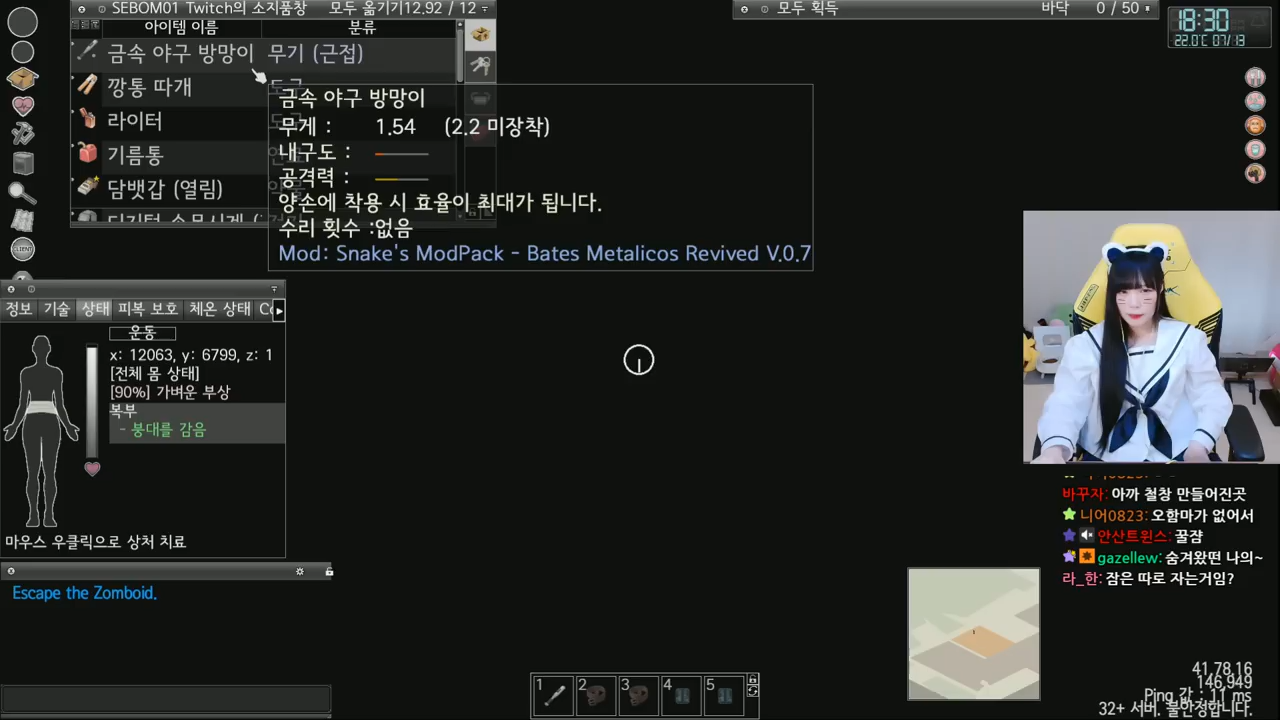 SEBOM01 Twitch의 소지품창 모두 옮기기 12.92 / 12
아이템 이름 분류
금속 야구 방망이 무기 (근접)
깡통 따개
라이터
기름통
담뱃갑 (열림)
금속 야구 방망이
무게 : 1.54 (2.2 미장착)
내구도 :
공격력 :
양손에 착용 시 효율이 최대가 됩니다.
수리 횟수 :없음
Mod: Snake's ModPack - Bates Metalicos Revived V.0.7
모두 획득 바닥 0 / 50
18:30
22.0℃ 07/13
CLIENT
정보 기술 상태 피복 보호 체온 상태
운동
x: 12063, y: 6799, z: 1
[전체 몸 상태]
[90%] 가벼운 부상
복부
- 붕대를 감음
마우스 우클릭으로 상처 치료
Escape the Zomboid.
바꾸자: 아까 철창 만들어진곳
니어0823: 오함마가 없어서
안산트윈스: 꿀쟘
gazellew: 숨겨왔떤 나의~
라_한: 잠은 따로 자는거임?
1 2 3 4 5
41.78.16
146,949
Ping 값 : 11 ms
32+ 서버. 불안정합니다.